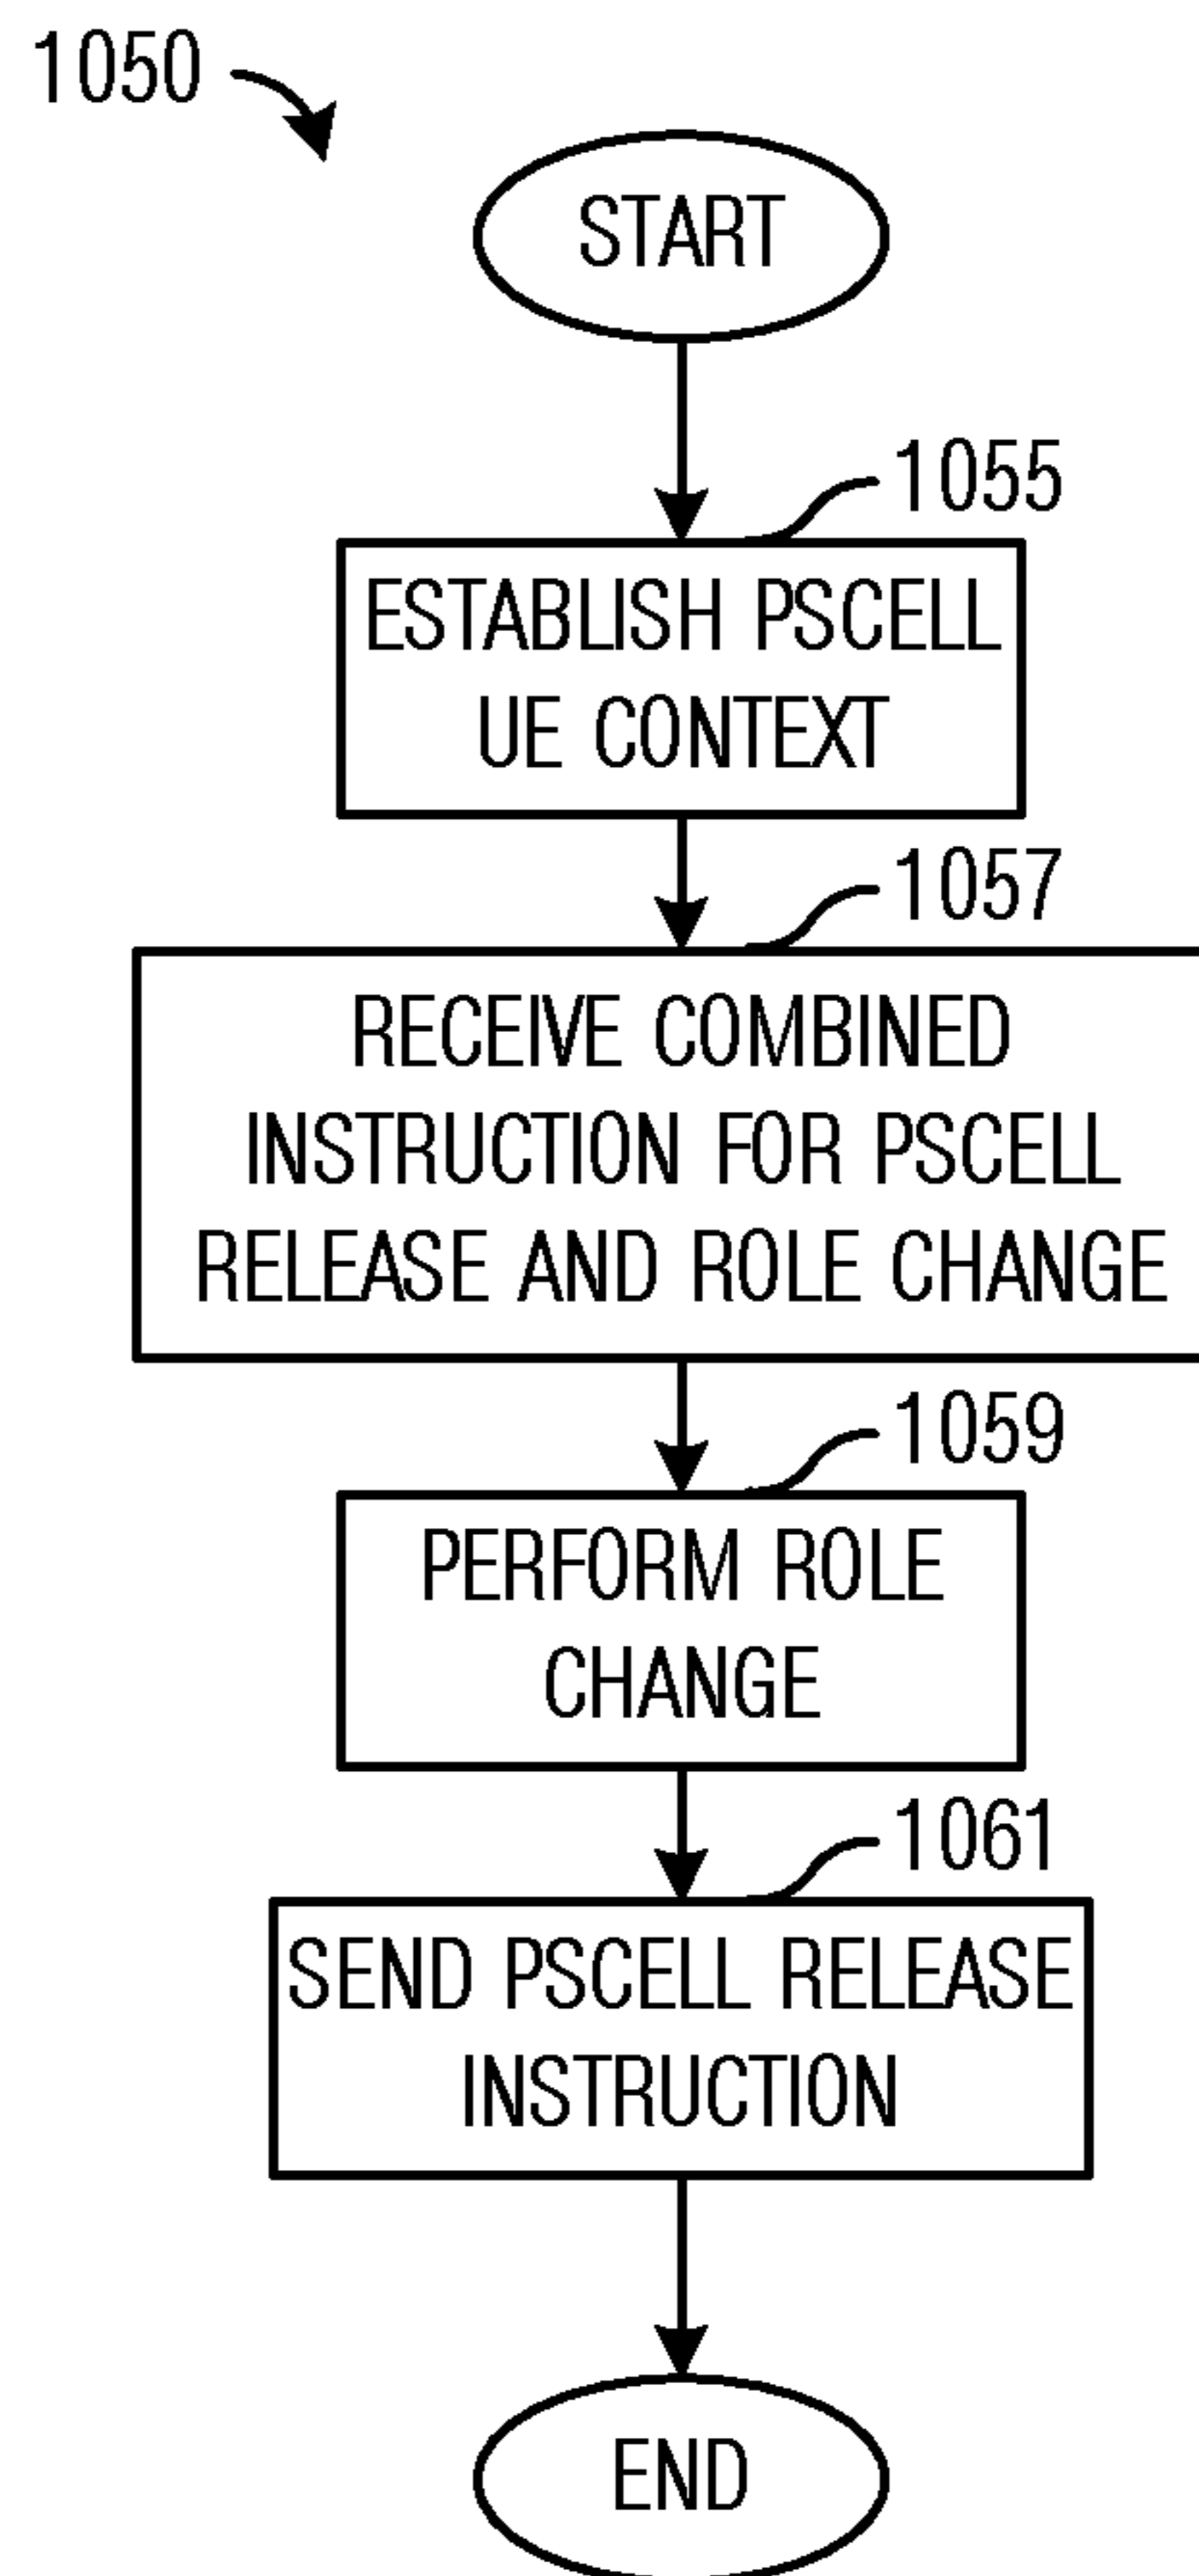 1050
START
1055
ESTABLISH PSCELL
UE CONTEXT
1057
RECEIVE COMBINED
INSTRUCTION FOR PSCELL
RELEASE AND ROLE CHANGE
1059
PERFORM ROLE
CHANGE
1061
SEND PSCELL RELEASE
INSTRUCTION
END